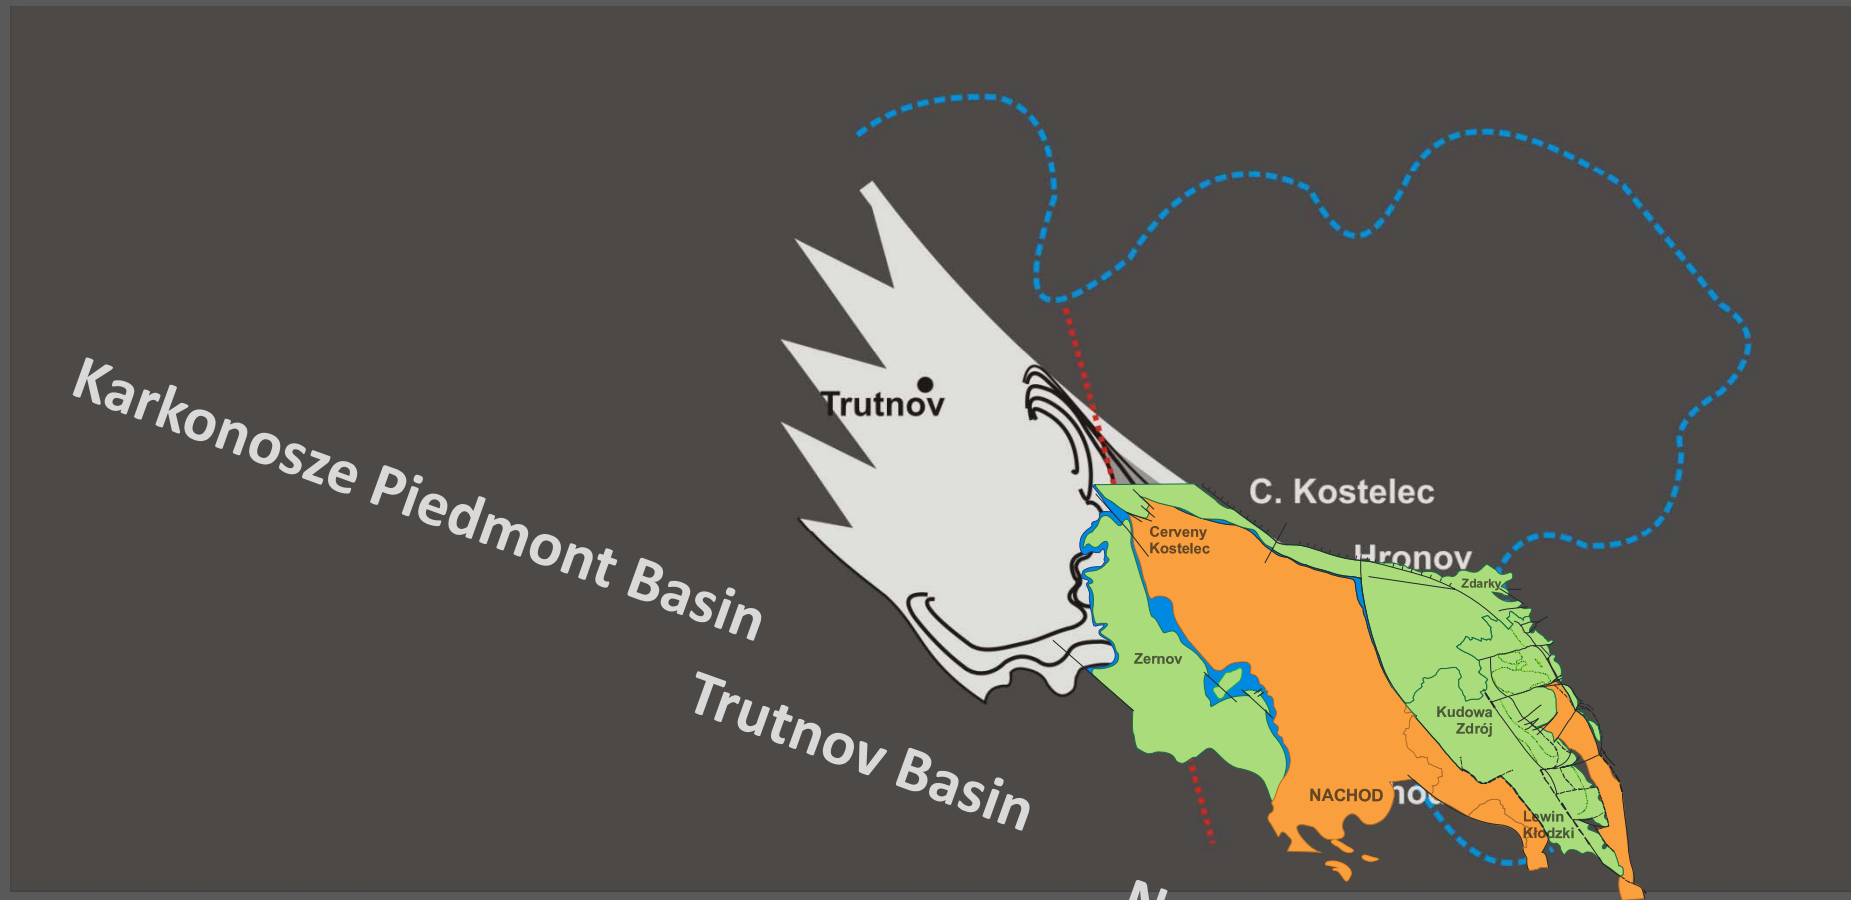 Karkonosze Piedmont Basin
Trutnov
C. Kostelec
Cerveny
Kostelec
Hronov
Zdarky
Zernov
Trutnov Basin
Kudowa
Zdrój
NACHOD
Lewin
Kłodzki